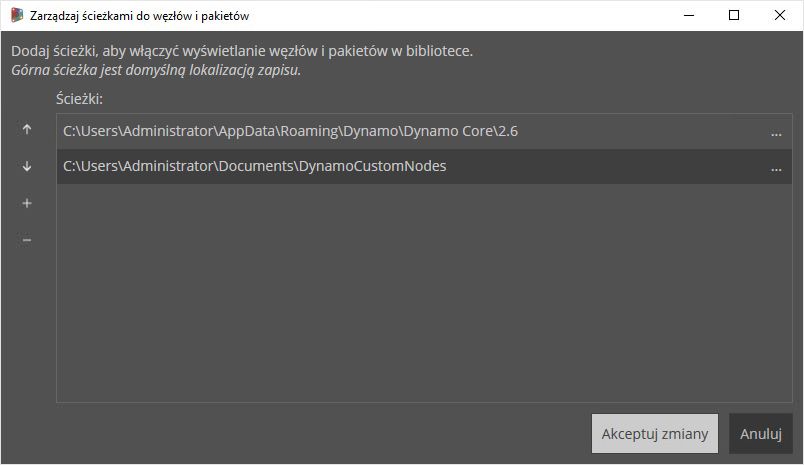 Zarządzaj ścieżkami do węzłów i pakietów
Dodaj ścieżki, aby włączyć wyświetlanie węzłów i pakietów w bibliotece.
Górna ścieżka jest domyślną lokalizacją zapisu.
Ścieżki:
C:\Users\Administrator\AppData\Roaming\Dynamo\Dynamo Core\2.6 ...
C:\Users\Administrator\Documents\DynamoCustomNodes ...
Akceptuj zmiany Anuluj